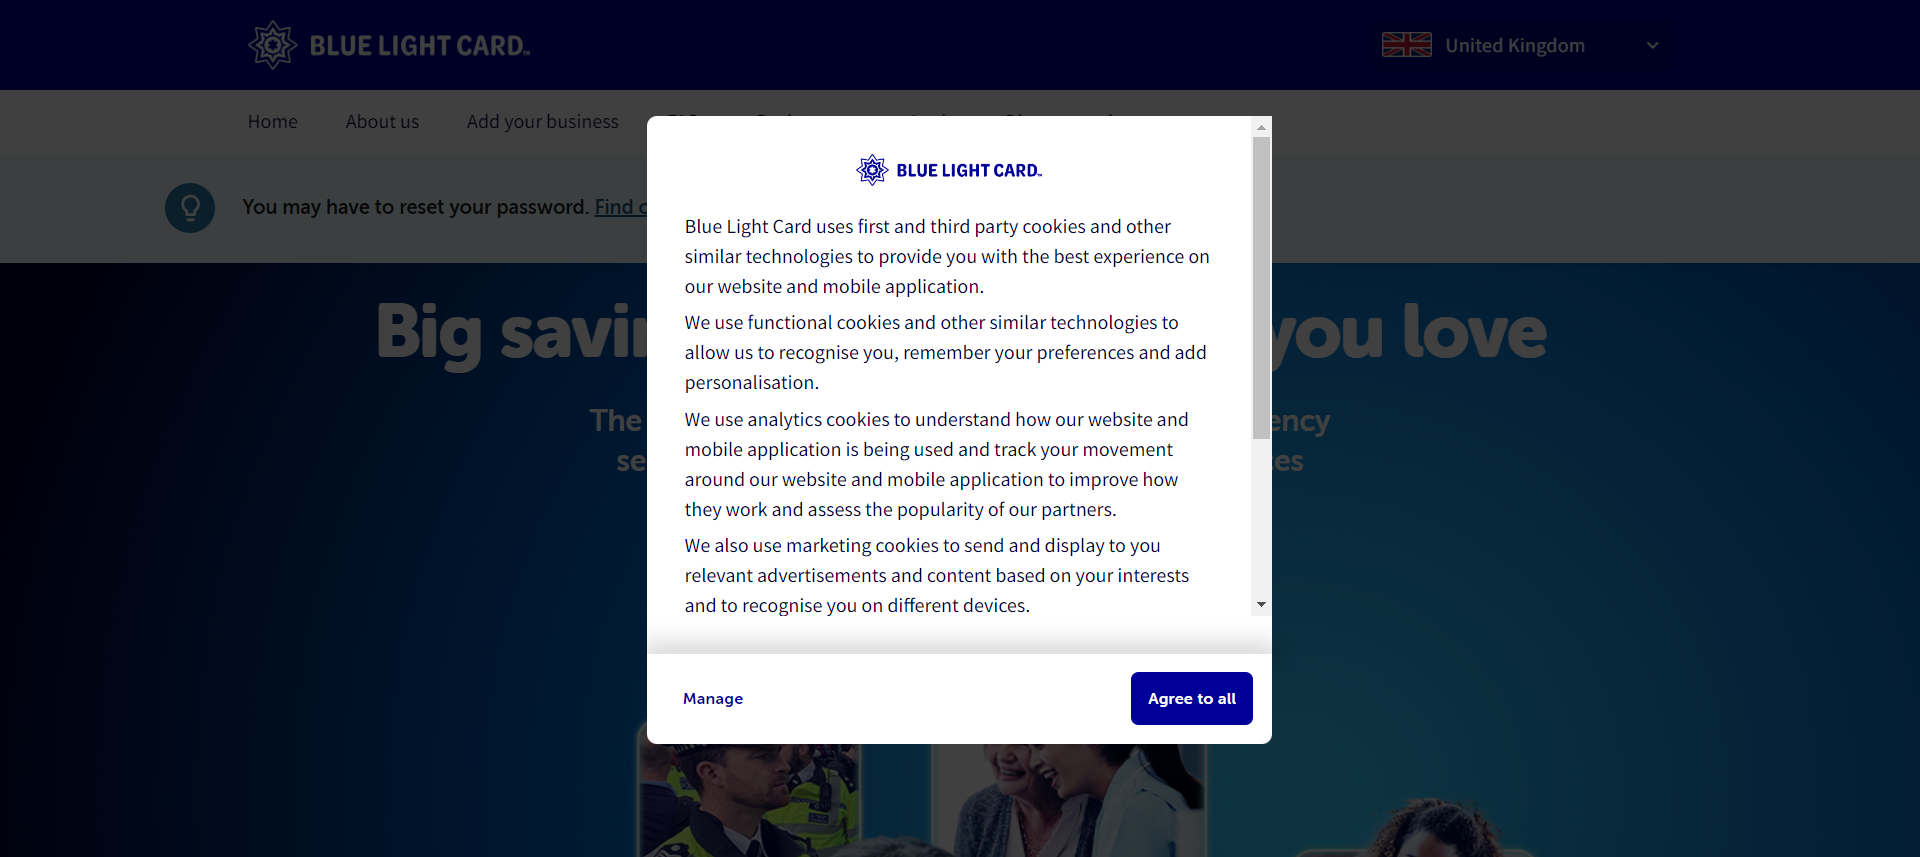 BLUE LIGHT CARD™
United Kingdom
Home
About us
Add your business
You may have to reset your password. Find
Big savin
you love
The
ency
se
es
BLUE LIGHT CARD™
Blue Light Card uses first and third party cookies and other
similar technologies to provide you with the best experience on
our website and mobile application.
We use functional cookies and other similar technologies to
allow us to recognise you, remember your preferences and add
personalisation.
We use analytics cookies to understand how our website and
mobile application is being used and track your movement
around our website and mobile application to improve how
they work and assess the popularity of our partners.
We also use marketing cookies to send and display to you
relevant advertisements and content based on your interests
and to recognise you on different devices.
Manage
Agree to all